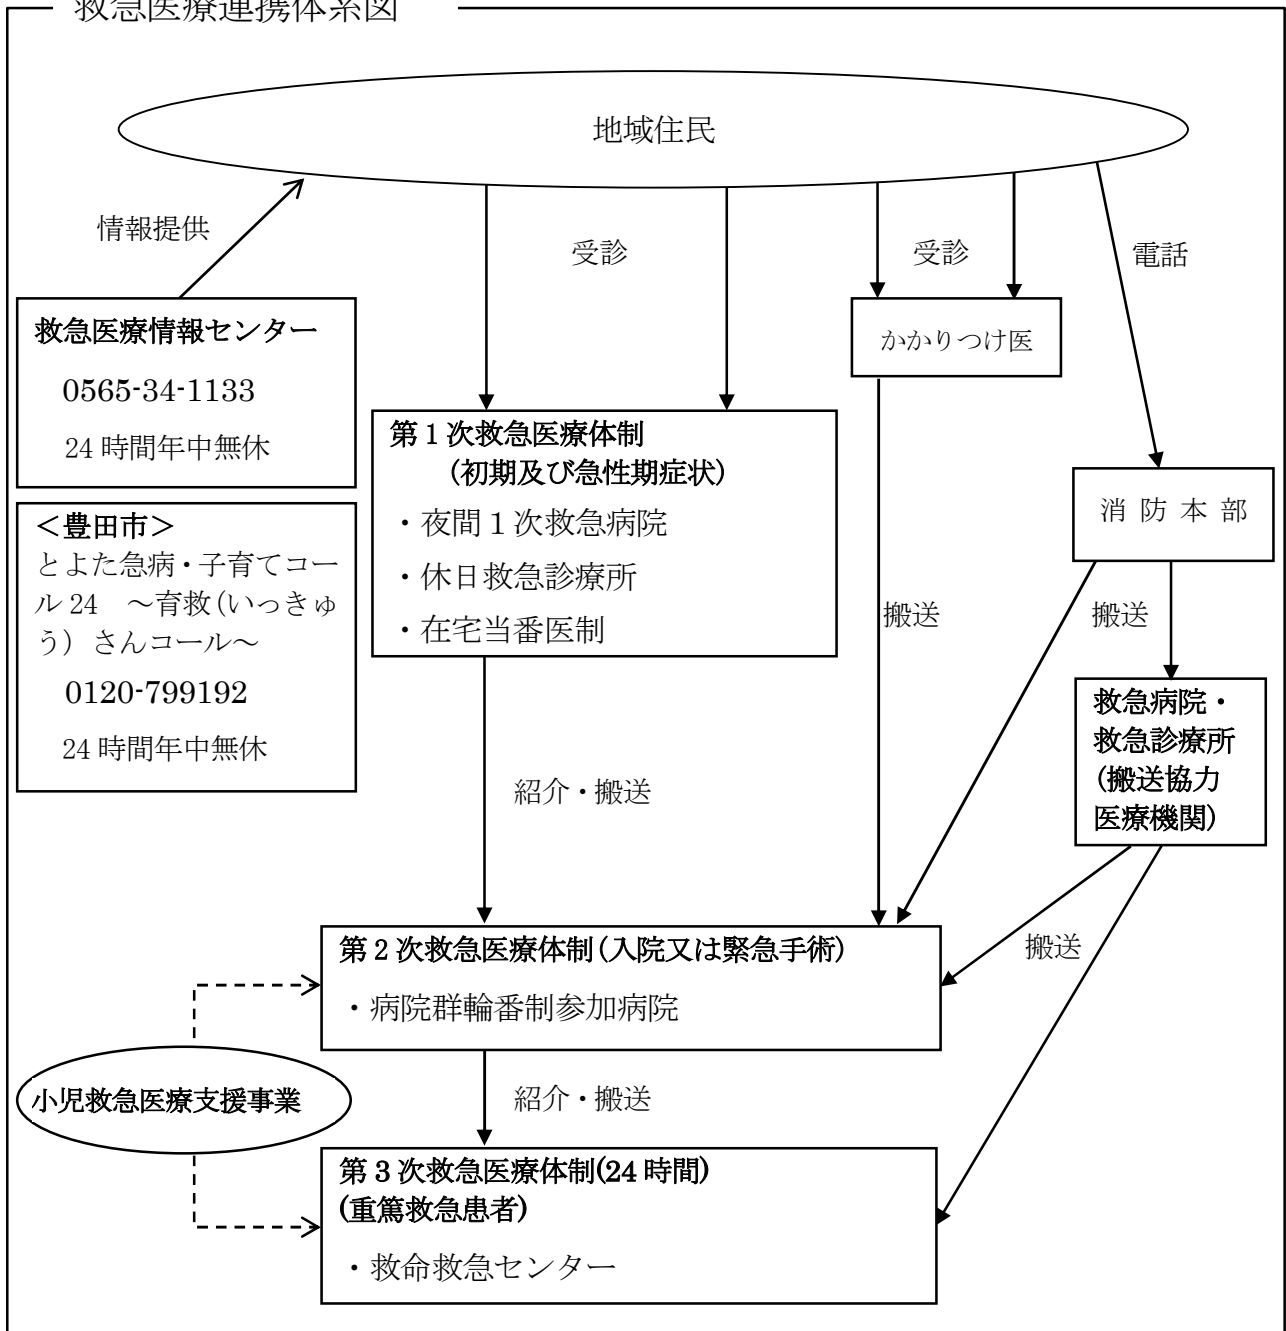 救急医療連携体系図
地域住民
情報提供
受診
受診
電話
救急医療情報センター
0565-34-1133
24時間年中無休
かかりつけ医
第1次救急医療体制
(初期及び急性期症状)
・夜間1次救急病院
・休日救急診療所
・在宅当番医制
消防本部
<豊田市>
とよた急病・子育てコー
ル24　～育救(いっきゅ
う) さんコール～
0120-799192
24時間年中無休
搬送
搬送
救急病院・
救急診療所
(搬送協力
医療機関)
紹介・搬送
搬送
第2次救急医療体制(入院又は緊急手術)
・病院群輪番制参加病院
小児救急医療支援事業
紹介・搬送
第3次救急医療体制(24時間)
(重篤救急患者)
・救命救急センター